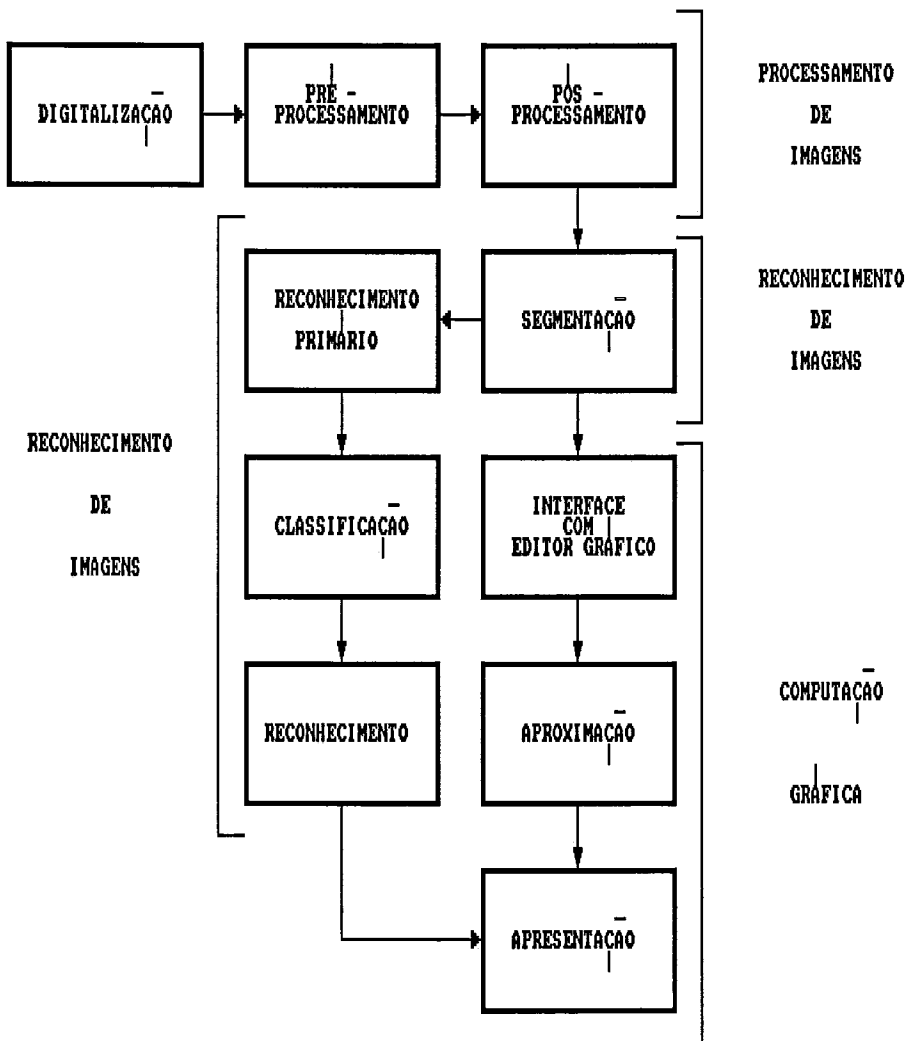 DIGITALIZAÇÃO
PRÉ -
PROCESSAMENTO
PÓS -
PROCESSAMENTO
PROCESSAMENTO
DE
IMAGENS
RECONHECIMENTO
PRIMÁRIO
SEGMENTAÇÃO
RECONHECIMENTO
DE
IMAGENS
RECONHECIMENTO
DE
IMAGENS
CLASSIFICAÇÃO
INTERFACE
COM
EDITOR GRÁFICO
RECONHECIMENTO
APROXIMAÇÃO
COMPUTAÇÃO
GRÁFICA
APRESENTAÇÃO